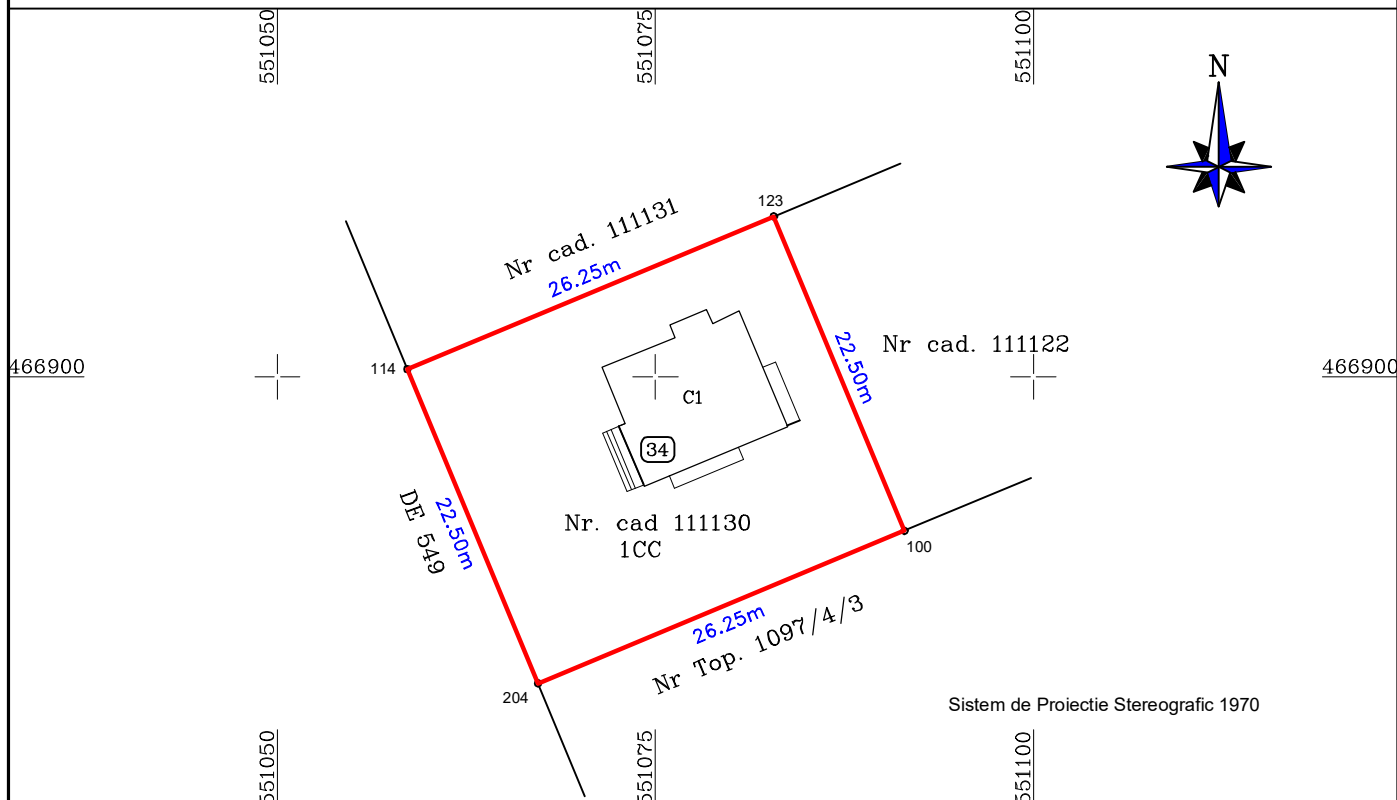 551050
551075
551100
N
123
Nr cad. 111131
26.25m
22.50m
Nr cad. 111122
466900
466900
114
C1
34
DE 549
22.50m
Nr. cad 111130
1CC
100
26.25m
Nr Top. 1097/4/3
204
Sistem de Proiectie Stereografic 1970
551050
551075
551100